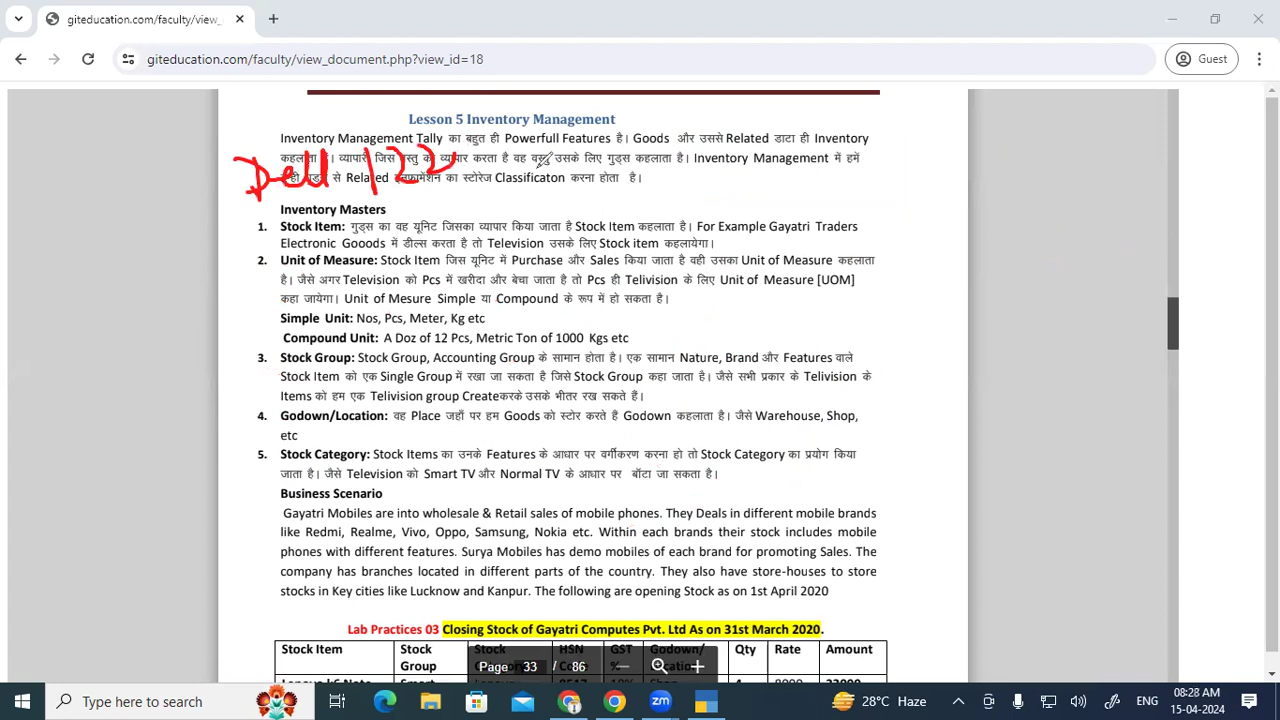 giteducation.com/faculty/view_
giteducation.com/faculty/view_document.php?view_id=18
Guest
Lesson 5 Inventory Management
Inventory Management Tally का बहुत ही Powerfull Features है। Goods और उससे Related डाटा ही Inventory
कहलाता है। व्यापारी जिस वस्तु का व्यापार करता है वह वस्तु उसके लिए गुड्स कहलाता है। Inventory Management में हमें
Dell 122
से Related का स्टोरेज Classificaton करना होता है।
Inventory Masters
1. Stock Item: गुड्स का वह यूनिट जिसका व्यापार किया जाता है Stock Item कहलाता है। For Example Gayatri Traders
Electronic Gooods में डील्स करता है तो Television उसके लिए Stock item कहलायेगा।
2. Unit of Measure: Stock Item जिस यूनिट में Purchase और Sales किया जाता है वही उसका Unit of Measure कहलाता
है। जैसे अगर Television को Pcs में खरीदा और बेचा जाता है तो Pcs ही Telivision के लिए Unit of Measure [UOM]
कहा जायेगा। Unit of Mesure Simple या Compound के रूप में हो सकता है।
Simple Unit: Nos, Pcs, Meter, Kg etc
Compound Unit: A Doz of 12 Pcs, Metric Ton of 1000 Kgs etc
3. Stock Group: Stock Group, Accounting Group के सामान होता है। एक सामान Nature, Brand और Features वाले
Stock Item को एक Single Group में रखा जा सकता है जिसे Stock Group कहा जाता है। जैसे सभी प्रकार के Telivision के
Items को हम एक Telivision group Createकरके उसके भीतर रख सकते हैं।
4. Godown/Location: वह Place जहाँ पर हम Goods को स्टोर करते है Godown कहलाता है। जैसे Warehouse, Shop,
etc
5. Stock Category: Stock Items का उनके Features के आधार पर वर्गीकरण करना हो तो Stock Category का प्रयोग किया
जाता है। जैसे Television को Smart TV और Normal TV के आधार पर बाँटा जा सकता है।
Business Scenario
Gayatri Mobiles are into wholesale & Retail sales of mobile phones. They Deals in different mobile brands
like Redmi, Realme, Vivo, Oppo, Samsung, Nokia etc. Within each brands their stock includes mobile
phones with different features. Surya Mobiles has demo mobiles of each brand for promoting Sales. The
company has branches located in different parts of the country. They also have store-houses to store
stocks in Key cities like Lucknow and Kanpur. The following are opening Stock as on 1st April 2020
Lab Practices 03 Closing Stock of Gayatri Computes Pvt. Ltd As on 31st March 2020.
Stock Item Stock Group HSN GST % Godown/ Qty Rate Amount
Page 33 / 86
Type here to search
28°C Haze
ENG
08:28 AM
15-04-2024